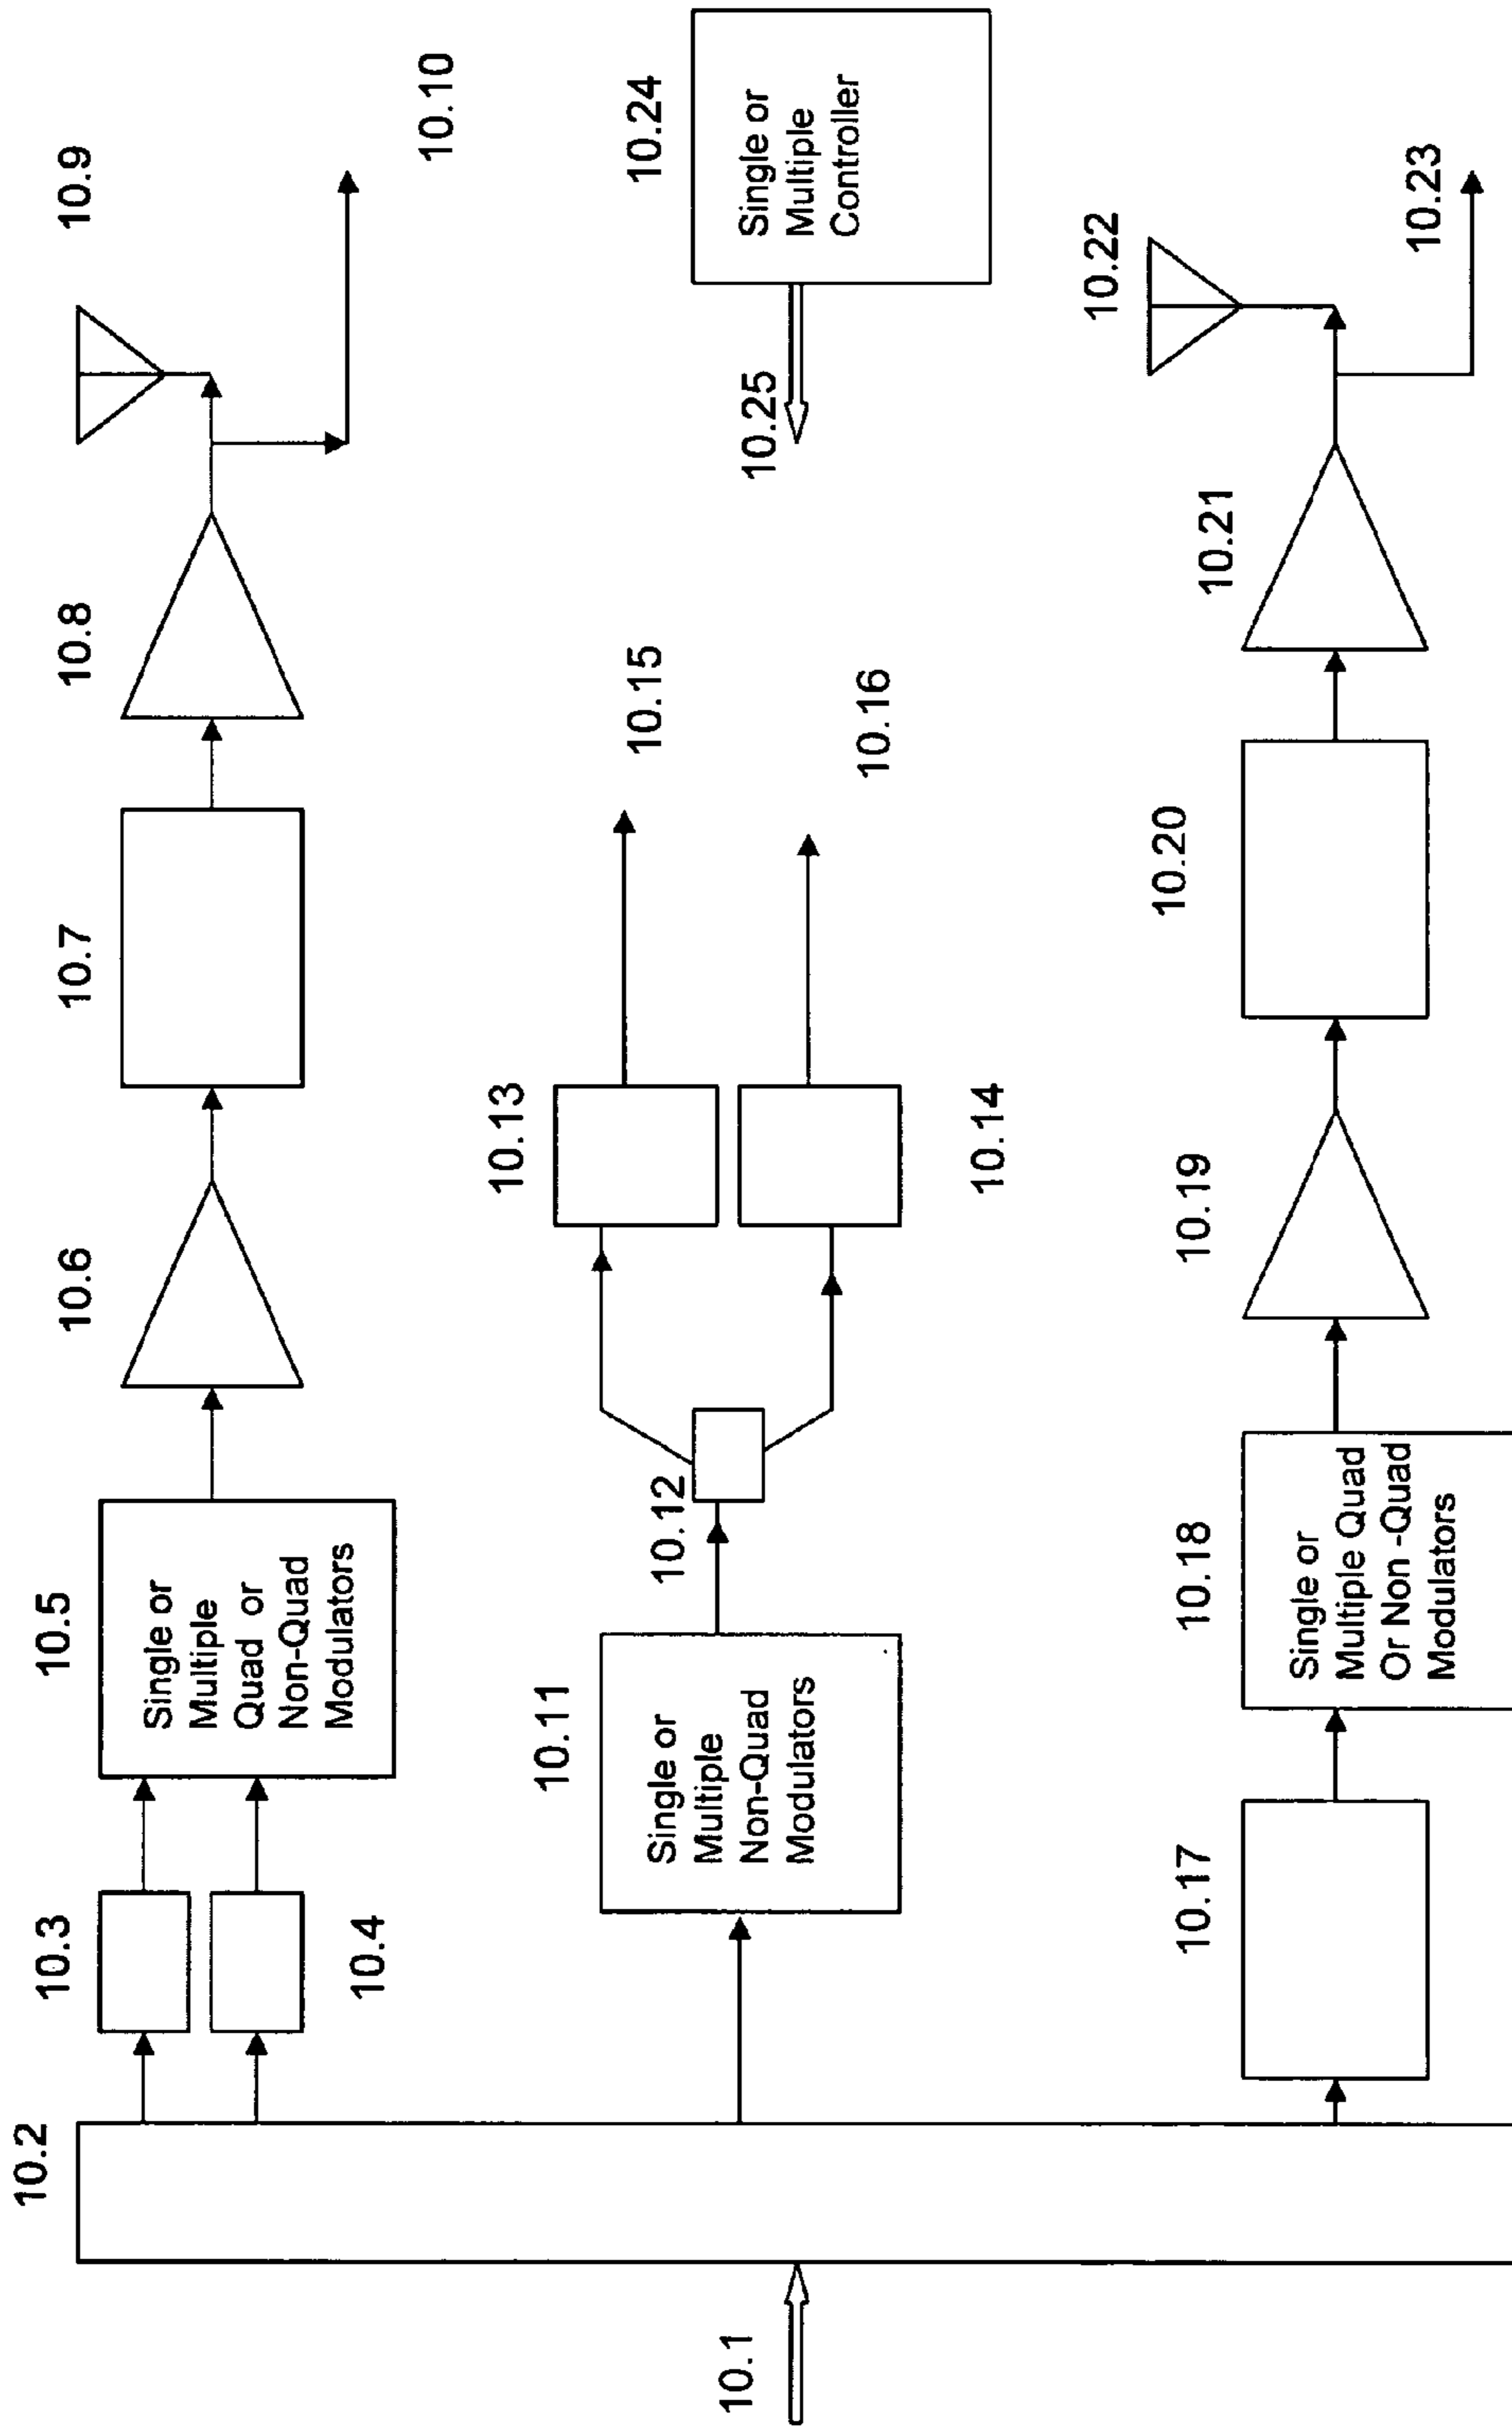 10.1
10.2
10.3
10.4
10.5
Single or
Multiple
Quad or
Non-Quad
Modulators
10.6
10.7
10.8
10.9
10.10
10.11
Single or
Multiple
Non-Quad
Modulators
10.12
10.13
10.14
10.15
10.16
10.17
10.18
Single or
Multiple Quad
Or Non -Quad
Modulators
10.19
10.20
10.21
10.22
10.23
10.24
Single or
Multiple
Controller
10.25